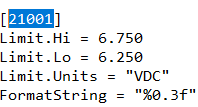 [21001]
Limit.Hi = 6.750
Limit.Lo = 6.250
Limit.Units = "VDC"
FormatString = "%0.3f"